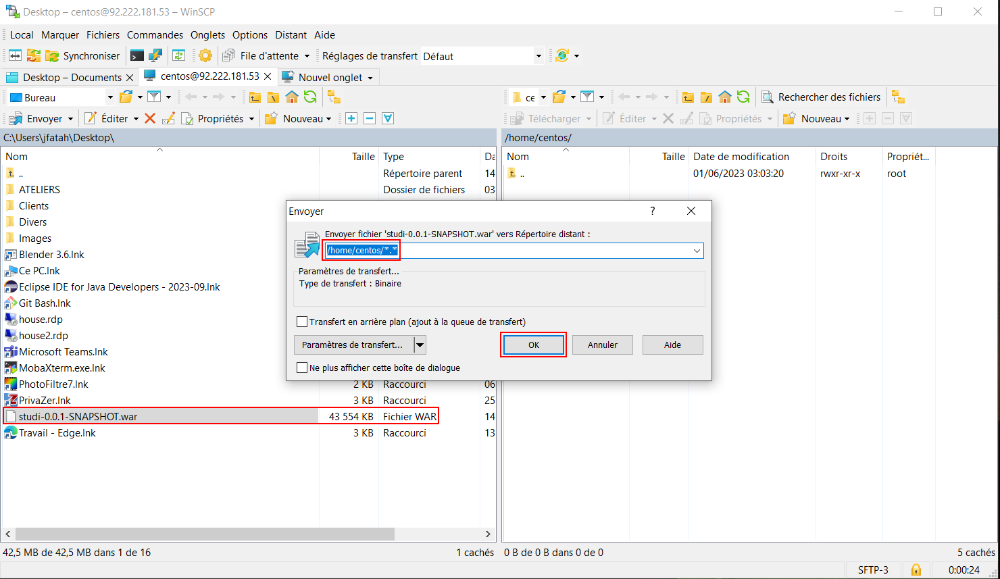 Desktop – centos@92.222.181.53 – WinSCP
Local Marquer Fichiers Commandes Onglets Options Distant Aide
Synchroniser File d'attente Réglages de transfert Défaut
Desktop – Documents centos@92.222.181.53 Nouvel onglet
Bureau
ce Rechercher des fichiers
Envoyer Éditer Propriétés Nouveau
Télécharger Éditer Propriétés Nouveau
C:\Users\jfatah\Desktop\
/home/centos/
Nom Taille Type Da
Nom Taille Date de modification Droits Propriét...
.. Répertoire parent 14
.. 01/06/2023 03:03:20 rwxr-xr-x root
ATELIERS Dossier de fichiers 03
Clients
Divers
Images
Blender 3.6.lnk
Ce PC.lnk
Eclipse IDE for Java Developers - 2023-09.lnk
Git Bash.lnk
house.rdp
house2.rdp
Microsoft Teams.lnk
MobaXterm.exe.lnk
PhotoFiltre7.lnk 2 KB Raccourci 06
PrivaZer.lnk 3 KB Raccourci 25
studi-0.0.1-SNAPSHOT.war 43 554 KB Fichier WAR 14
Travail - Edge.lnk 3 KB Raccourci 13
Envoyer ?
Envoyer fichier 'studi-0.0.1-SNAPSHOT.war' vers Répertoire distant :
/home/centos/*.*
Paramètres de transfert...
Type de transfert : Binaire
Transfert en arrière plan (ajout à la queue de transfert)
Paramètres de transfert... OK Annuler Aide
Ne plus afficher cette boîte de dialogue
42,5 MB de 42,5 MB dans 1 de 16 1 cachés
0 B de 0 B dans 0 de 0 5 cachés
SFTP-3 0:00:24